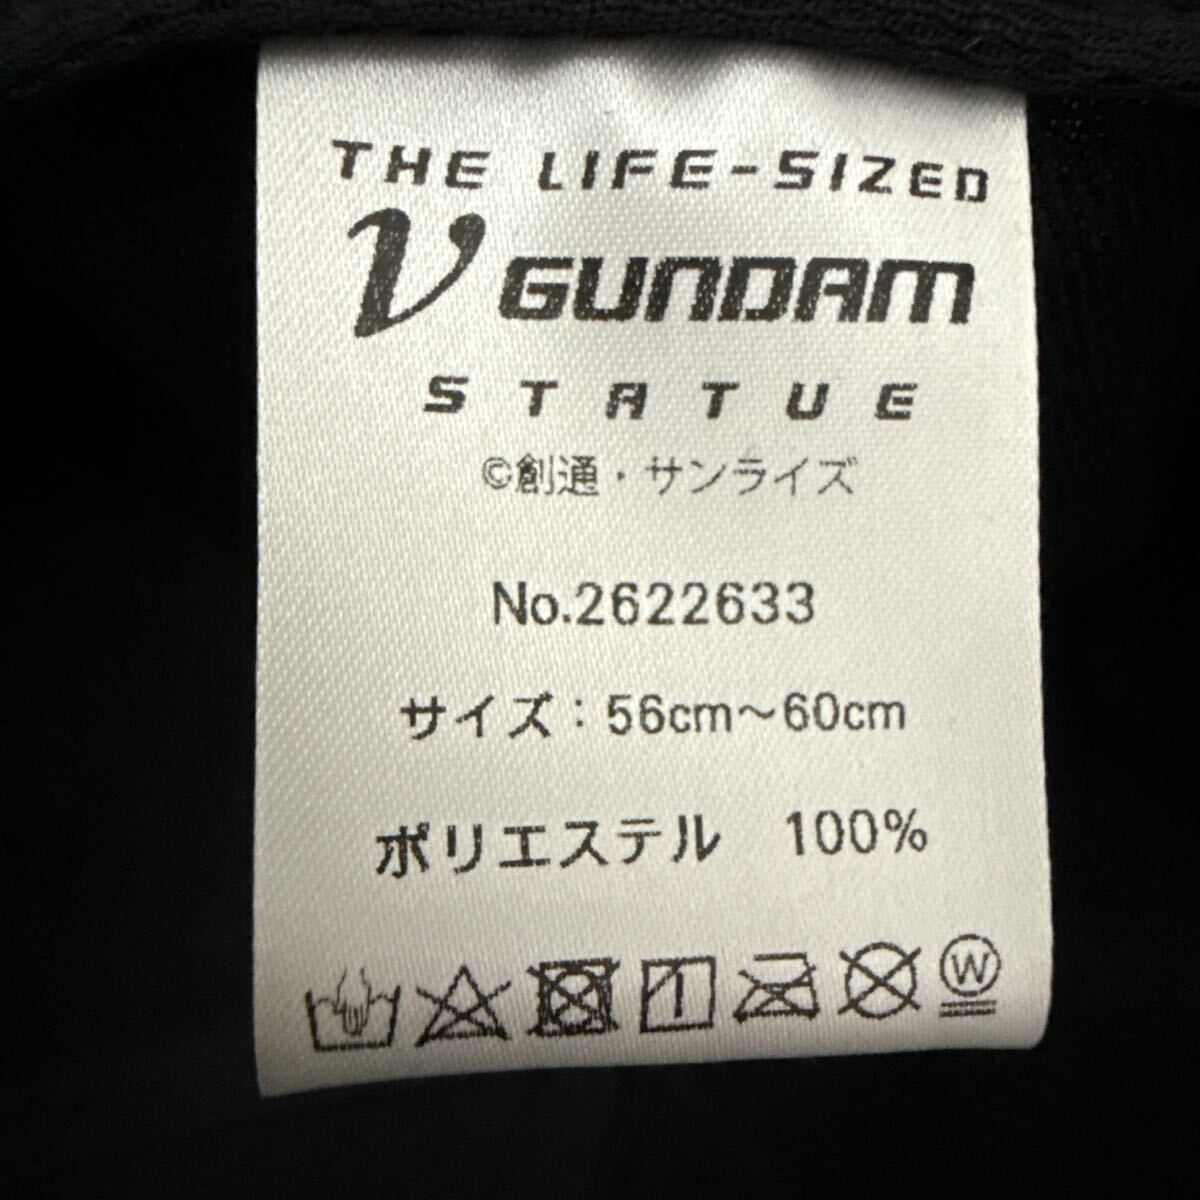 THE LIFE-SIZED
ν GUNDAM
STATUE
©創通・サンライズ
No.2622633
サイズ：56cm～60cm
ポリエステル　100%
W